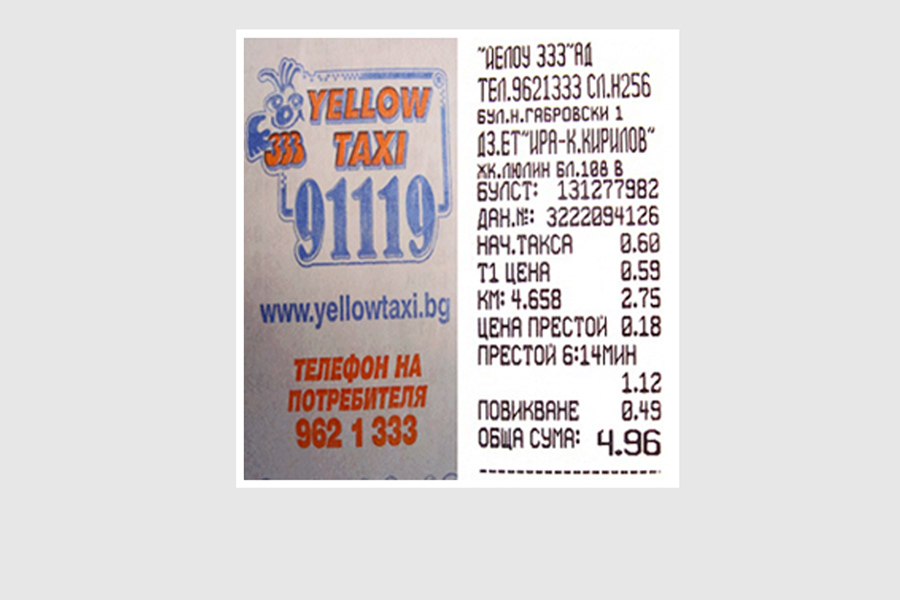 YELLOW
TAXI
333
91119
www.yellowtaxi.bg
ТЕЛЕФОН НА
ПОТРЕБИТЕЛЯ
962 1 333
"ЙЕЛОУ 333"АД
ТЕЛ.9621333 СЛ.Н256
БУЛ.Н.ГАБРОВСКИ 1
ДЗ.ЕТ"ИРА-К.КИРИЛОВ"
ЖК.ЛЮЛИН БЛ.108 В
БУЛСТ: 131277982
ДАН.№: 3222094126
НАЧ.ТАКСА 0.60
Т1 ЦЕНА 0.59
КМ: 4.658 2.75
ЦЕНА ПРЕСТОЙ 0.18
ПРЕСТОЙ 6:14МИН
1.12
ПОВИКВАНЕ 0.49
ОБЩА СУМА: 4.96